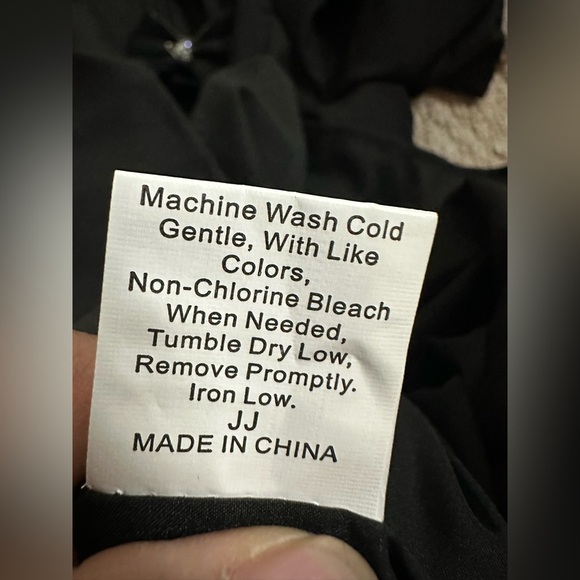 Machine Wash Cold
Gentle, With Like
Colors,
Non-Chlorine Bleach
When Needed,
Tumble Dry Low,
Remove Promptly.
Iron Low.
JJ
MADE IN CHINA